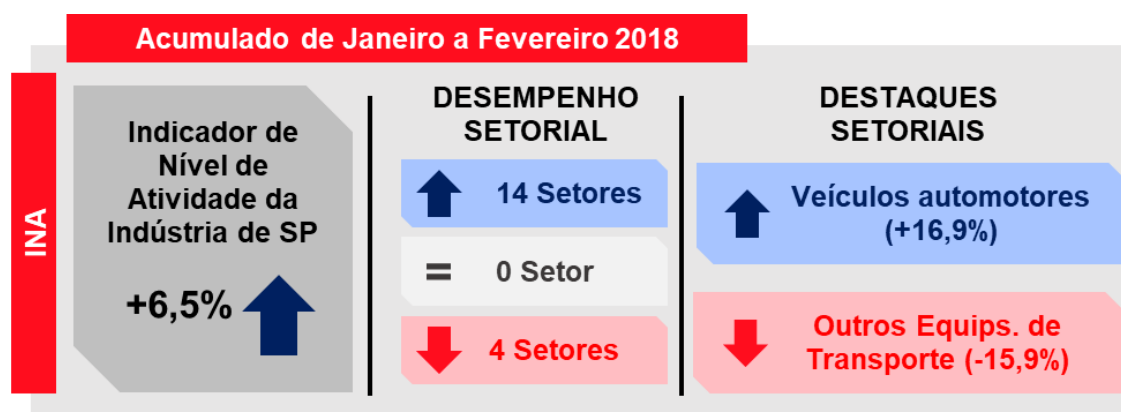 Acumulado de Janeiro a Fevereiro 2018
INA
Indicador de
Nível de
Atividade da
Indústria de SP
+6,5%
DESEMPENHO
SETORIAL
14 Setores
= 0 Setor
4 Setores
DESTAQUES
SETORIAIS
Veículos automotores
(+16,9%)
Outros Equips. de
Transporte (-15,9%)